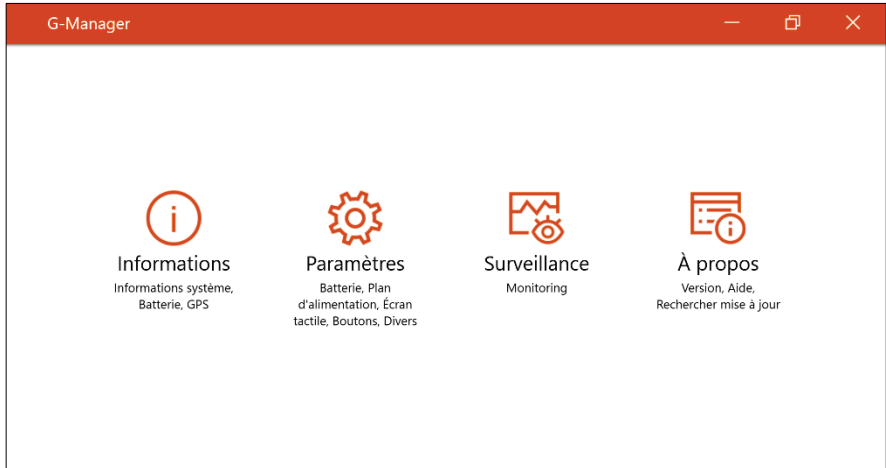 G-Manager
Informations
Informations système,
Batterie, GPS
Paramètres
Batterie, Plan
d'alimentation, Écran
tactile, Boutons, Divers
Surveillance
Monitoring
À propos
Version, Aide,
Rechercher mise à jour